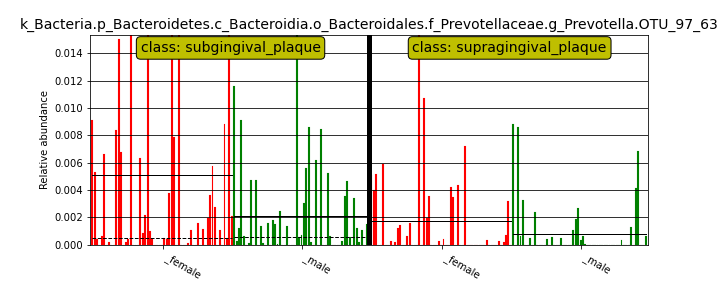 k_Bacteria.p_Bacteroidetes.c_Bacteroidia.o_Bacteroidales.f_Prevotellaceae.g_Prevotella.OTU_97_63
class: subgingival_plaque
class: supragingival_plaque
0.014
0.012
0.010
0.008
0.006
0.004
0.002
0.000
Relative abundance
_female
_male
_female
_male